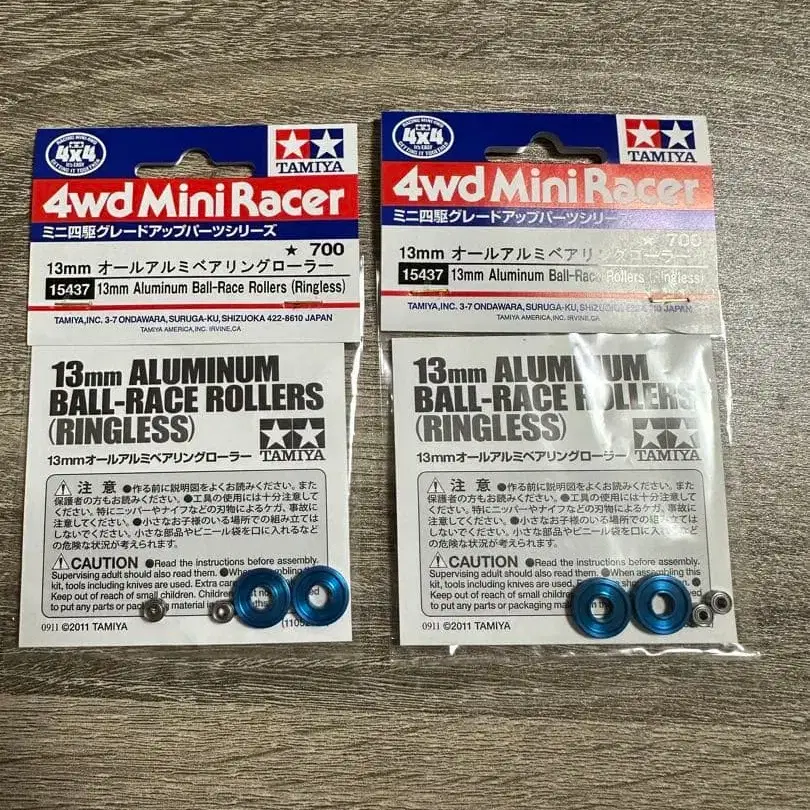 4x4
TAMIYA
4wd Mini Racer
ミニ四駆グレードアップパーツシリーズ
★ 700
13mm オールアルミベアリングローラー
15437 13mm Aluminum Ball-Race Rollers (Ringless)
TAMIYA,INC. 3-7 ONDAWARA, SURUGA-KU, SHIZUOKA 422-8610 JAPAN
TAMIYA AMERICA, INC. IRVINE,CA
13mm ALUMINUM
BALL-RACE ROLLERS
(RINGLESS)
TAMIYA
13mmオールアルミベアリングローラー
注意 ●作る前に説明図をよくお読みください。また
保護者の方もお読みください。●工具の使用には十分注意して
ください。特にニッパーやナイフなどの刃物によるケガ、事故に
注意してください。●小さなお子様のいる場所での組み立ては
しないでください。小さな部品やビニール袋を口に入れるなど
の危険な状況が考えられます。
CAUTION ●Read the instructions before assembly.
Supervising adult should also read them. ●When assembling this
kit, tools including knives are used. Extra care
Keep out of reach of small children. Children
to put any parts or packaging material in
0911 ©2011 TAMIYA
4x4
TAMIYA
4wd Mini Racer
ミニ四駆グレードアップパーツシリーズ
★ 700
13mm オールアルミベアリングローラー
15437 13mm Aluminum Ball-Race Rollers (Ringless)
TAMIYA,INC. 3-7 ONDAWARA, SURUGA-KU, SHIZUOKA 422-8610 JAPAN
TAMIYA AMERICA, INC. IRVINE,CA
13mm ALUMINUM
BALL-RACE ROLLERS
(RINGLESS)
TAMIYA
13mmオールアルミベアリングローラー
注意 ●作る前に説明図をよくお読みください。また
保護者の方もお読みください。●工具の使用には十分注意して
ください。特にニッパーやナイフなどの刃物によるケガ、事故に
注意してください。●小さなお子様のいる場所での組み立ては
しないでください。小さな部品やビニール袋を口に入れるなど
の危険な状況が考えられます。
CAUTION ●Read the instructions before assembly.
Supervising adult should also read them. ●When assembling this
kit, tools including knives are used.
Keep out of reach of small children.
to put any parts or packaging
0911 ©2011 TAMIYA